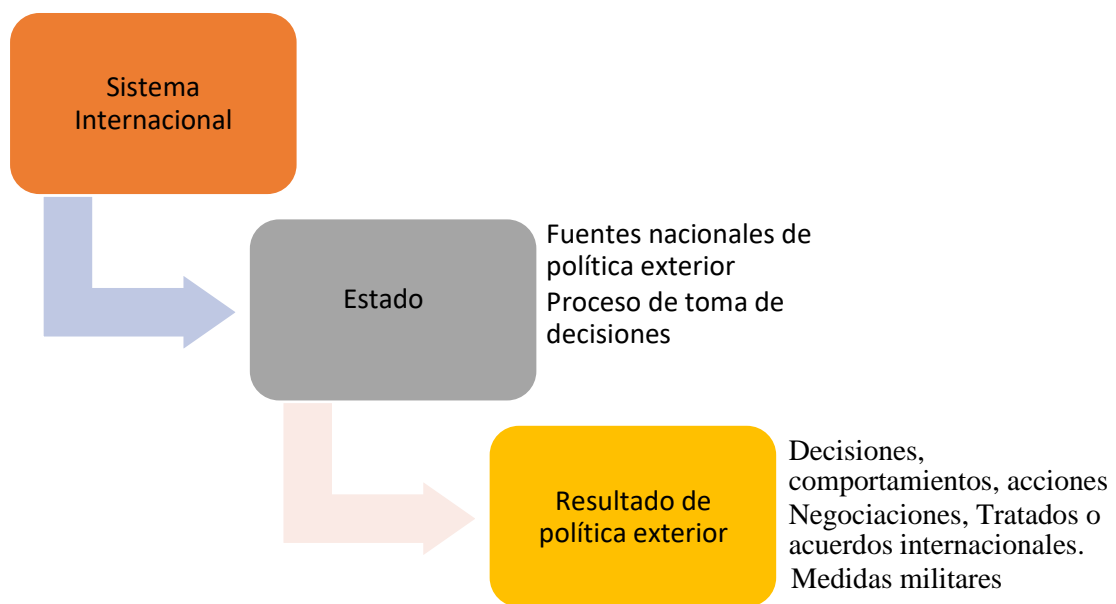 Sistema
Internacional
Estado
Fuentes nacionales de
política exterior
Proceso de toma de
decisiones
Resultado de
política exterior
Decisiones,
comportamientos, acciones
Negociaciones, Tratados o
acuerdos internacionales.
Medidas militares